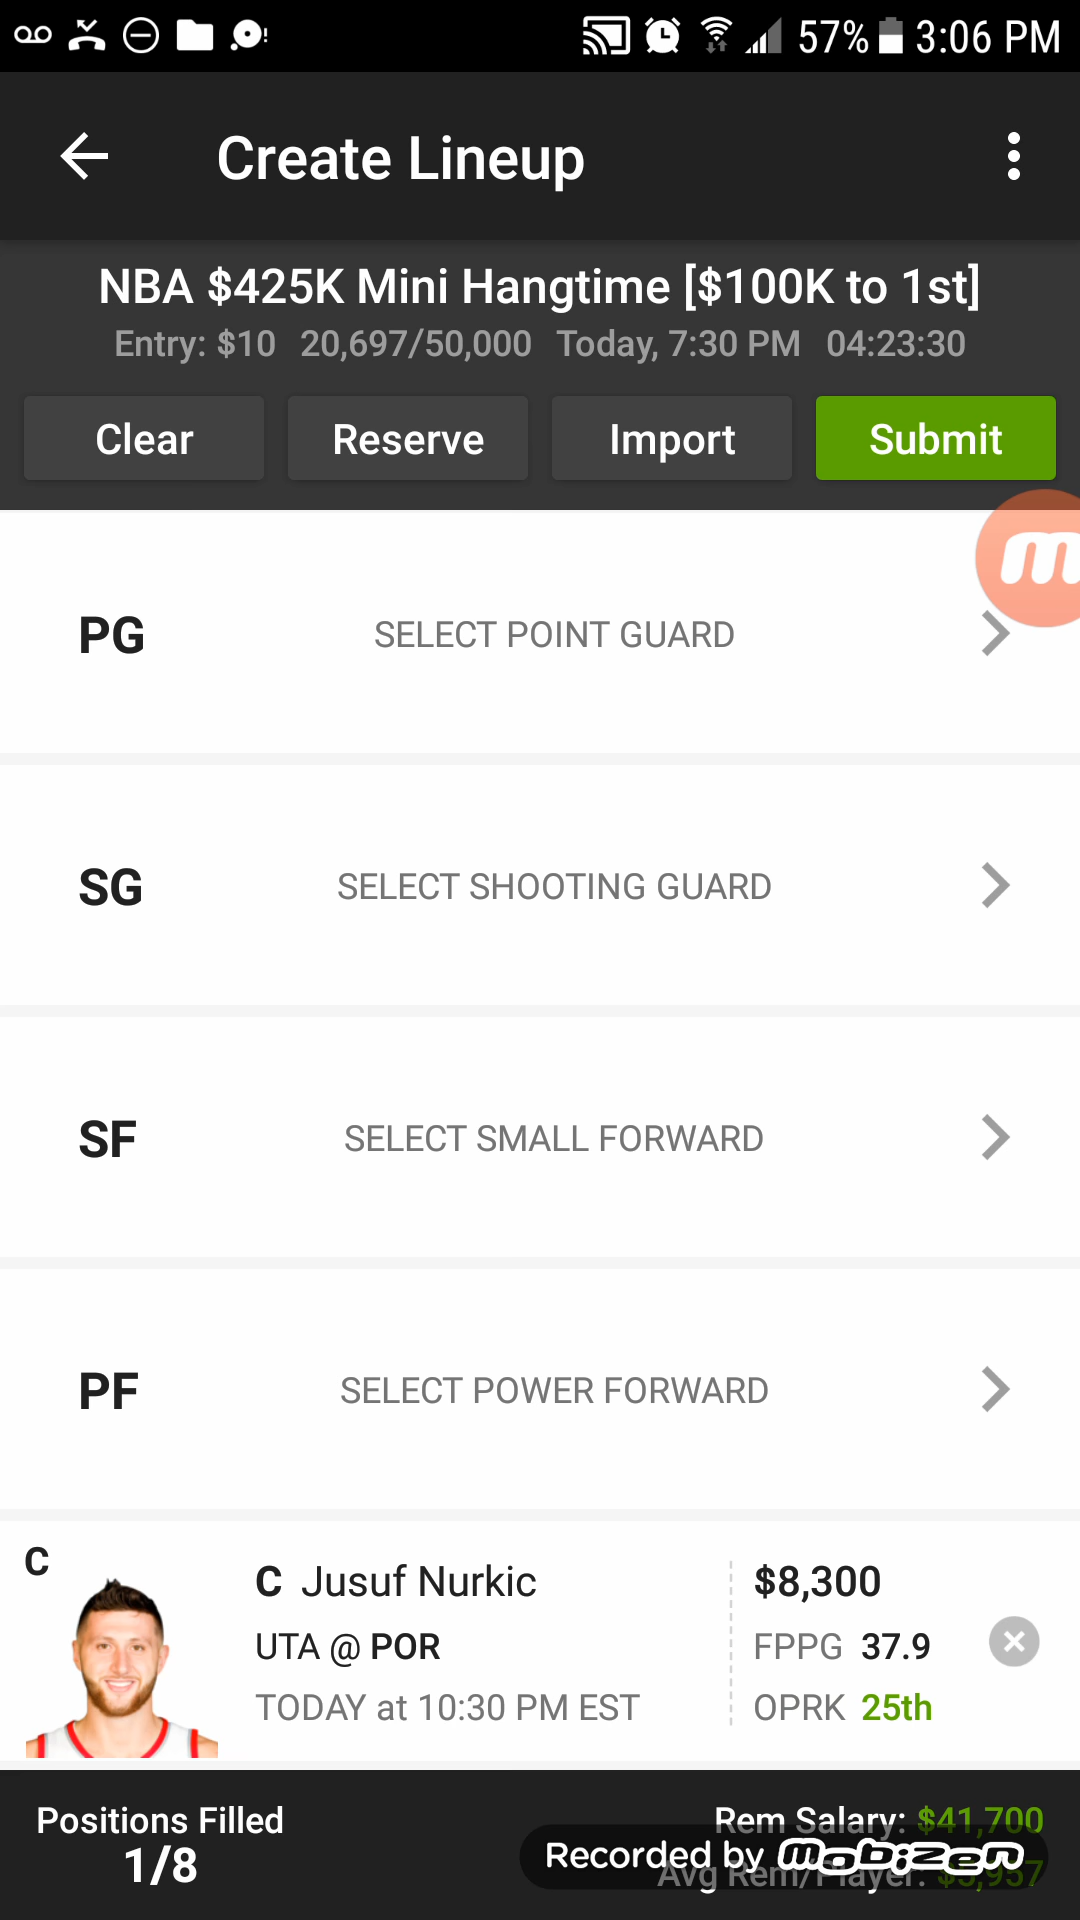 57% 3:06 PM
Create Lineup
NBA $425K Mini Hangtime [$100K to 1st]
Entry: $10 20,697/50,000 Today, 7:30 PM 04:23:30
Clear Reserve Import Submit
m
PG SELECT POINT GUARD
SG SELECT SHOOTING GUARD
SF SELECT SMALL FORWARD
PF SELECT POWER FORWARD
C
C Jusuf Nurkic $8,300
UTA @ POR FPPG 37.9
TODAY at 10:30 PM EST OPRK 25th
Positions Filled Rem Salary: $41,700
1/8 Recorded by mobizen
Avg Rem/Player: $5,957